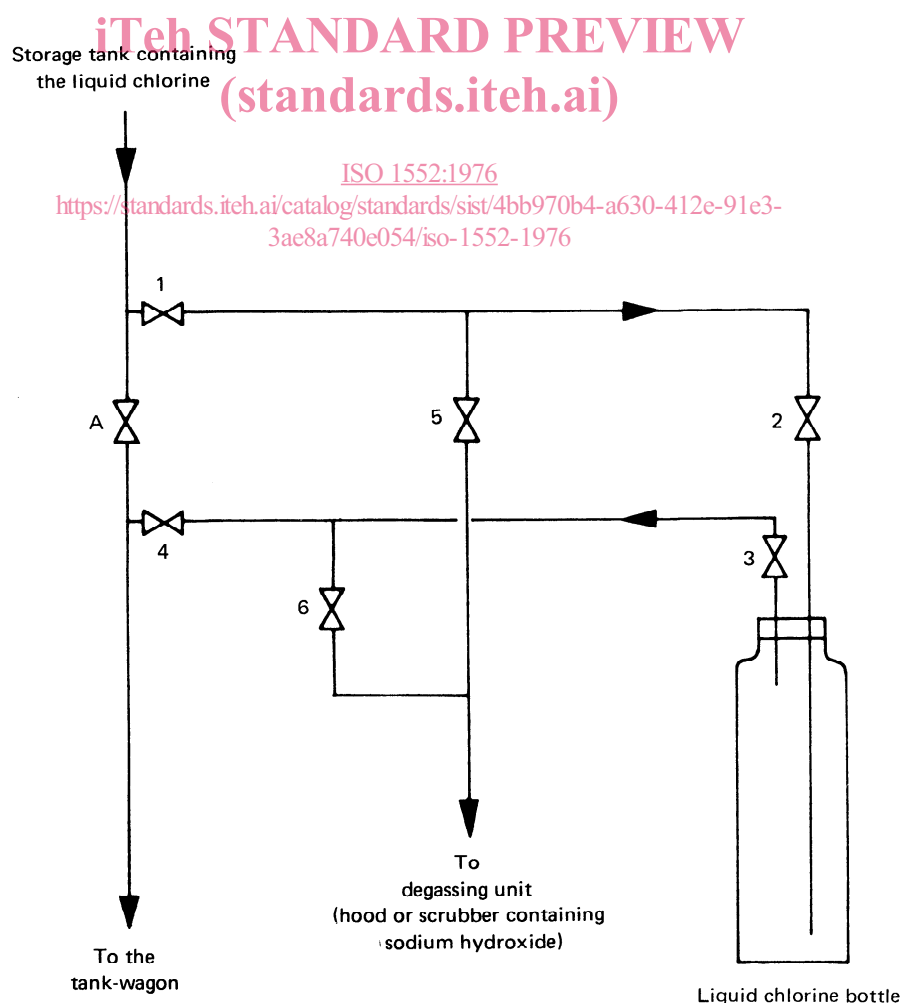 iTeh STANDARD PREVIEW
(standards.iteh.ai)
Storage tank containing
the liquid chlorine
ISO 1552:1976
https://standards.iteh.ai/catalog/standards/sist/4bb970b4-a630-412e-91e3-
3ae8a740e054/iso-1552-1976
1
A
5
2
4
3
6
To
degassing unit
(hood or scrubber containing
sodium hydroxide)
To the
tank-wagon
Liquid chlorine bottle